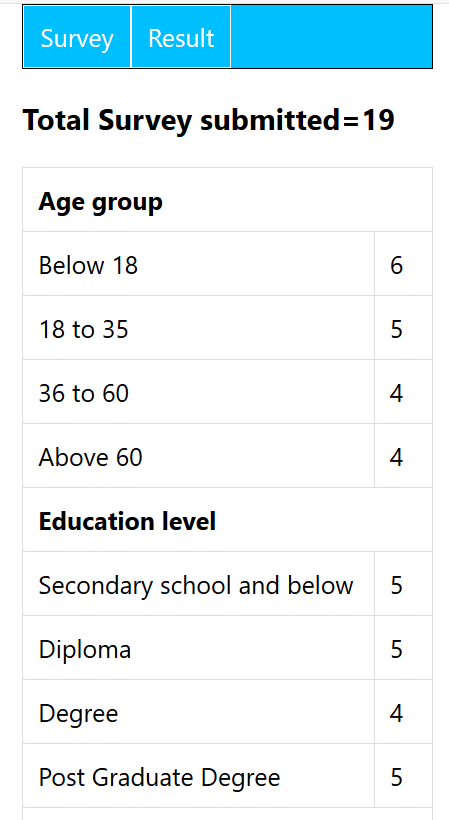 Survey Result
Total Survey submitted=19
Age group
Below 18 6
18 to 35 5
36 to 60 4
Above 60 4
Education level
Secondary school and below 5
Diploma 5
Degree 4
Post Graduate Degree 5